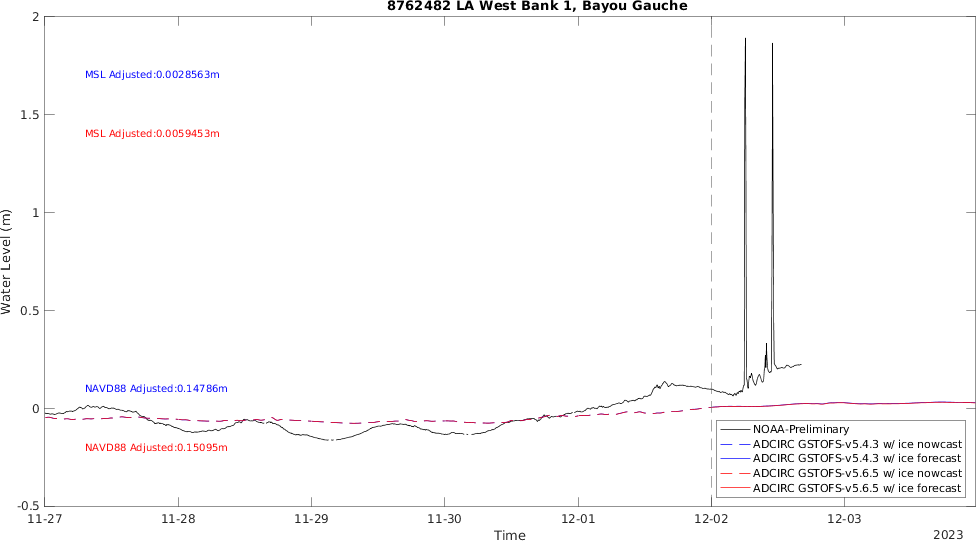 8762482 LA West Bank 1, Bayou Gauche
2
MSL Adjusted:0.0028563m
1.5
MSL Adjusted:0.0059453m
1
Water Level (m)
0.5
NAVD88 Adjusted:0.14786m
0
NAVD88 Adjusted:0.15095m
-0.5
NOAA-Preliminary
ADCIRC GSTOFS-v5.4.3 w/ ice nowcast
ADCIRC GSTOFS-v5.4.3 w/ ice forecast
ADCIRC GSTOFS-v5.6.5 w/ ice nowcast
ADCIRC GSTOFS-v5.6.5 w/ ice forecast
11-27 11-28 11-29 11-30 12-01 12-02 12-03
Time
2023